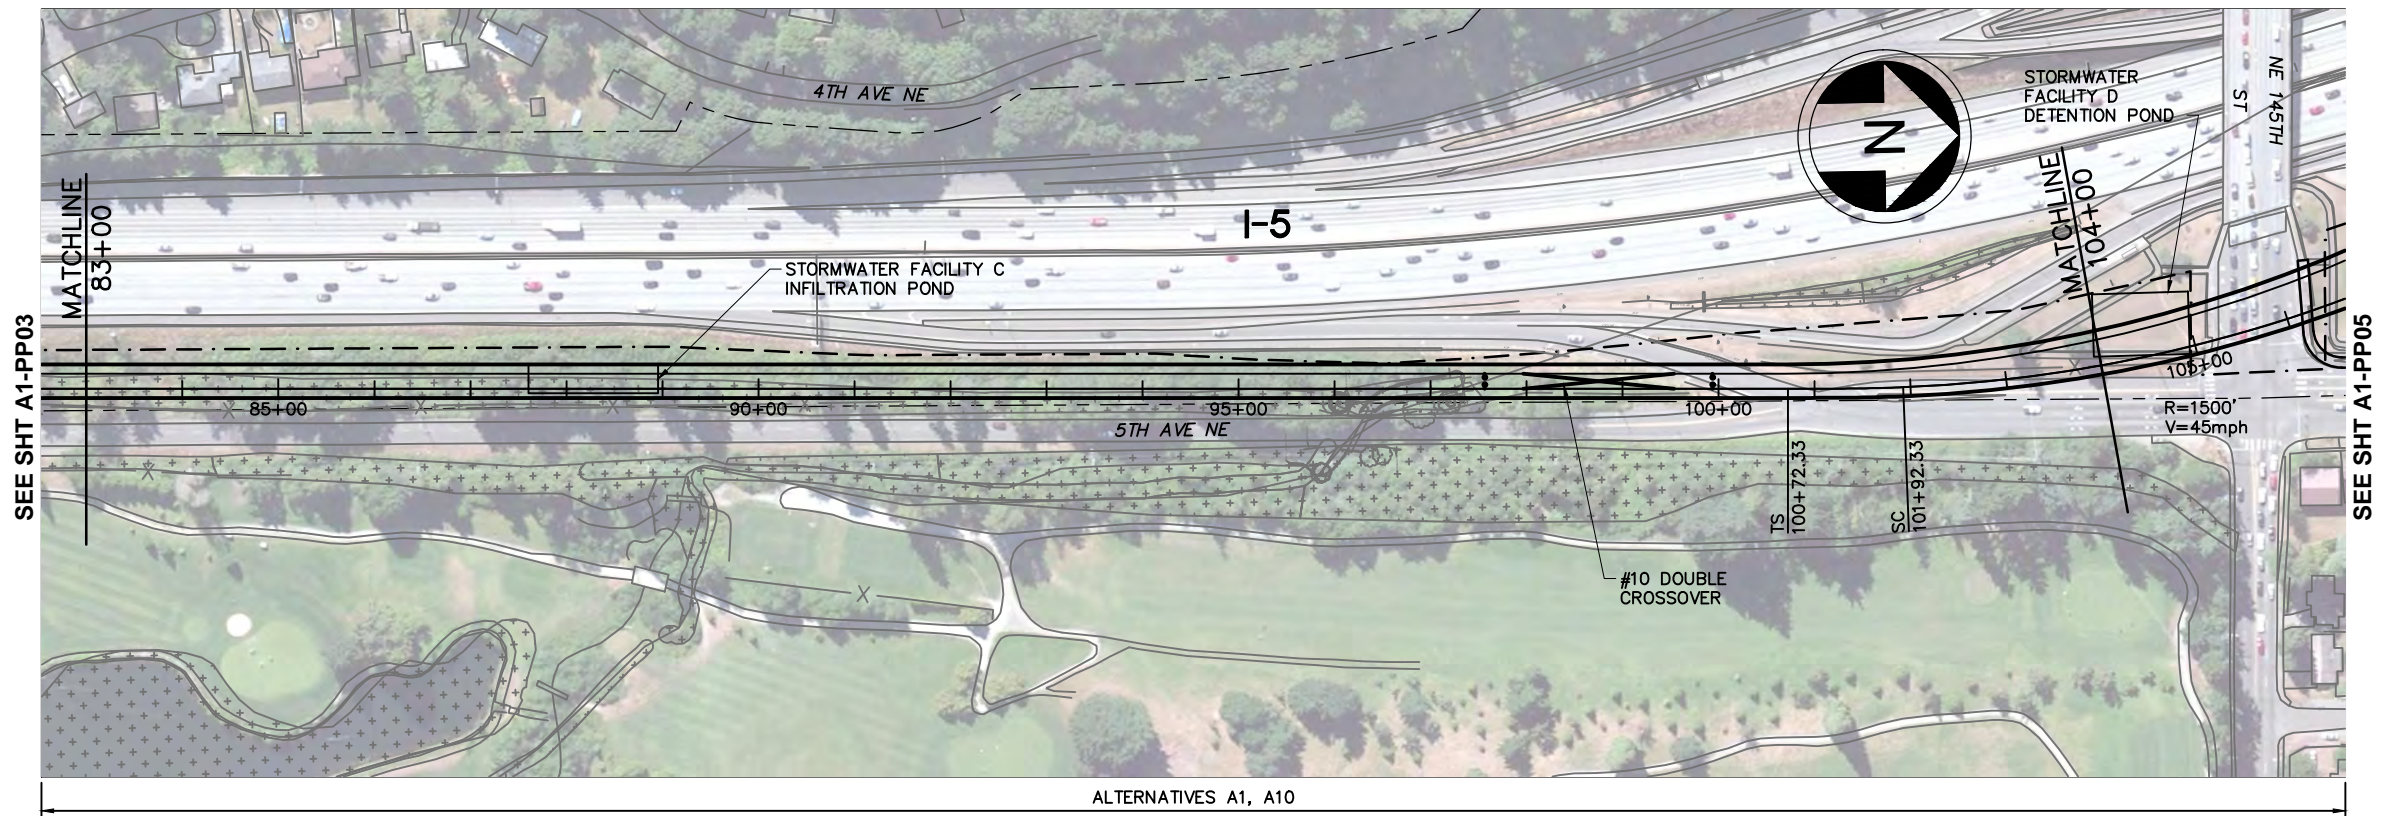 4TH AVE NE
STORMWATER
FACILITY D
DETENTION POND
NE 145TH
ST
N
MATCHLINE
83+00
I-5
MATCHLINE
104+00
STORMWATER FACILITY C
INFILTRATION POND
SEE SHT A1-PP03
SEE SHT A1-PP05
85+00
90+00
95+00
100+00
105+00
R=1500'
V=45mph
5TH AVE NE
TS
100+72.33
SC
101+92.33
#10 DOUBLE
CROSSOVER
ALTERNATIVES A1, A10